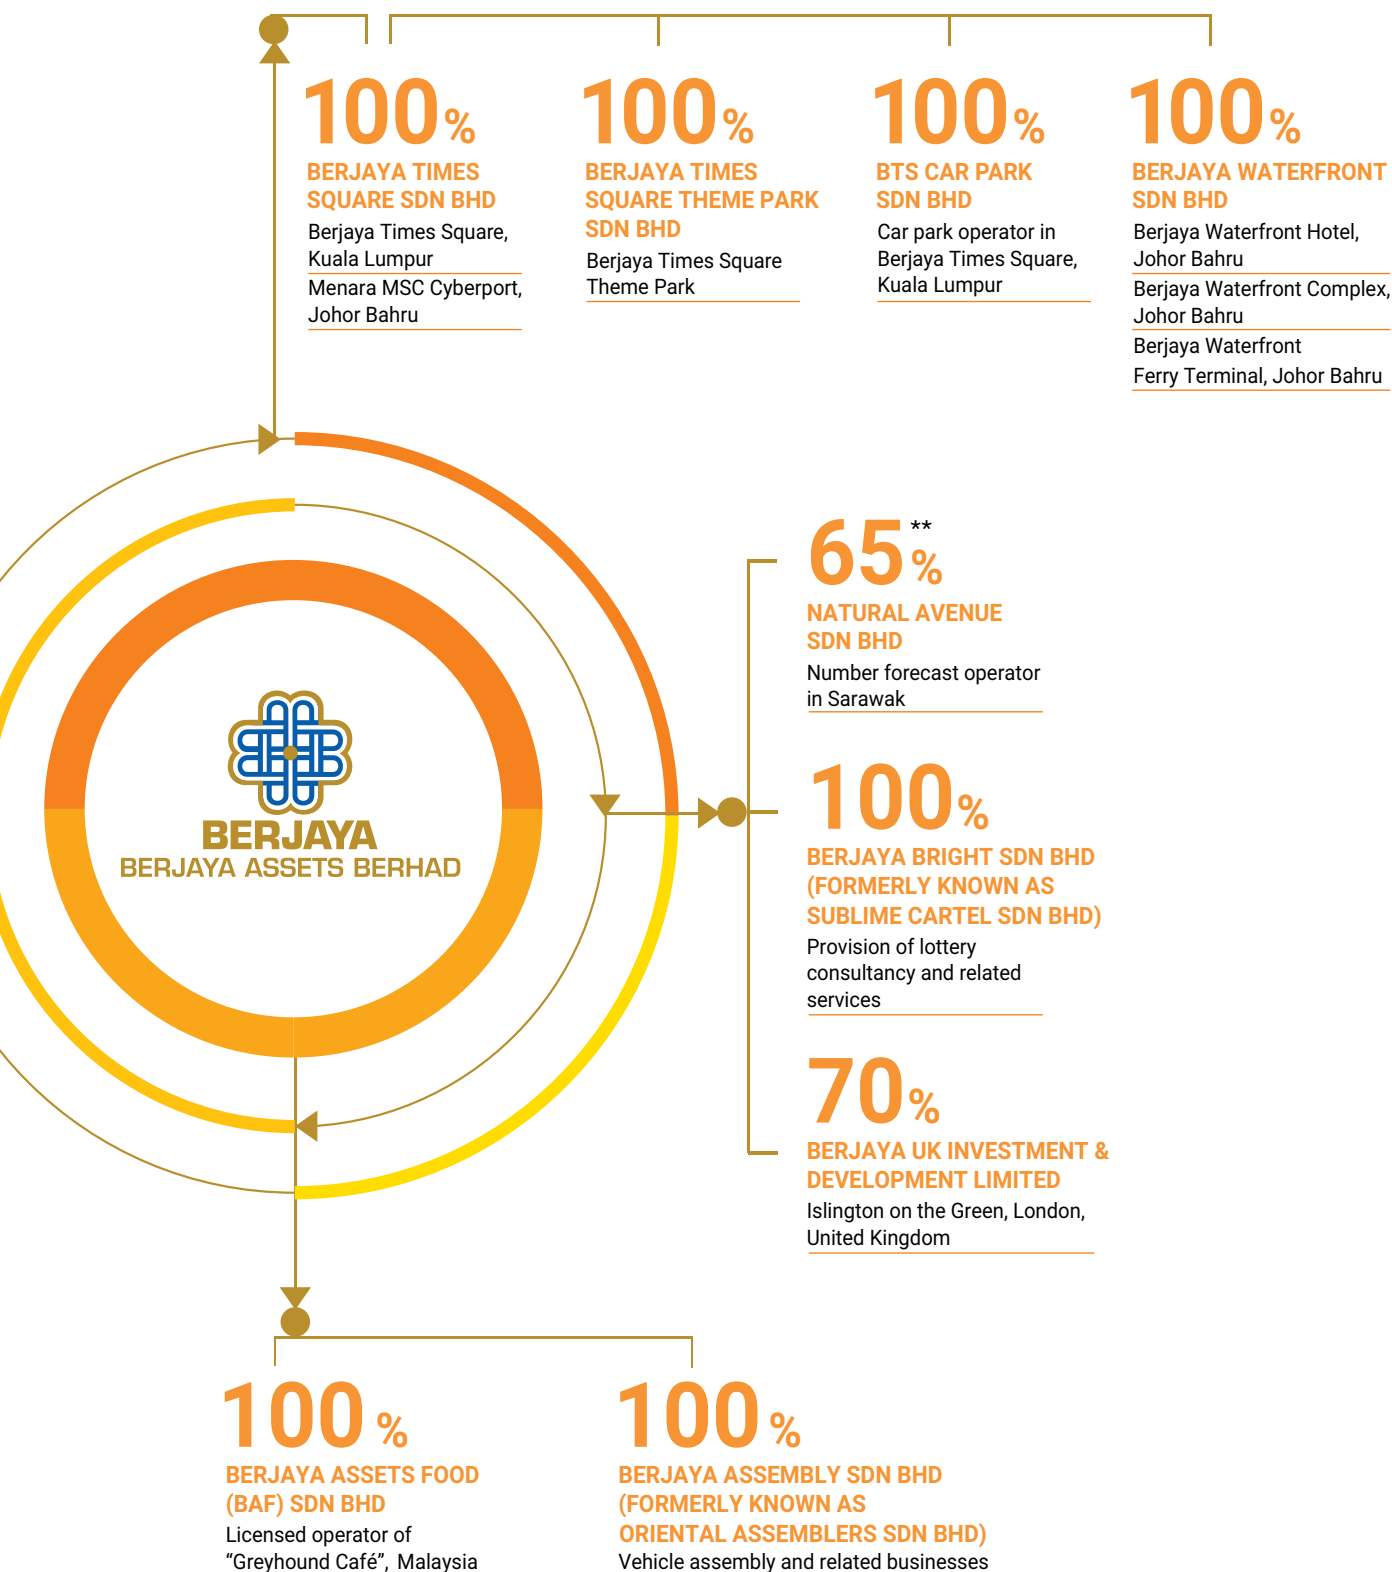 100%
BERJAYA TIMES
SQUARE SDN BHD
Berjaya Times Square,
Kuala Lumpur
Menara MSC Cyberport,
Johor Bahru
100%
BERJAYA TIMES
SQUARE THEME PARK
SDN BHD
Berjaya Times Square
Theme Park
100%
BTS CAR PARK
SDN BHD
Car park operator in
Berjaya Times Square,
Kuala Lumpur
100%
BERJAYA WATERFRONT
SDN BHD
Berjaya Waterfront Hotel,
Johor Bahru
Berjaya Waterfront Complex,
Johor Bahru
Berjaya Waterfront
Ferry Terminal, Johor Bahru
BERJAYA
BERJAYA ASSETS BERHAD
65%**
NATURAL AVENUE
SDN BHD
Number forecast operator
in Sarawak
100%
BERJAYA BRIGHT SDN BHD
(FORMERLY KNOWN AS
SUBLIME CARTEL SDN BHD)
Provision of lottery
consultancy and related
services
70%
BERJAYA UK INVESTMENT &
DEVELOPMENT LIMITED
Islington on the Green, London,
United Kingdom
100%
BERJAYA ASSETS FOOD
(BAF) SDN BHD
Licensed operator of
“Greyhound Café”, Malaysia
100%
BERJAYA ASSEMBLY SDN BHD
(FORMERLY KNOWN AS
ORIENTAL ASSEMBLERS SDN BHD)
Vehicle assembly and related businesses